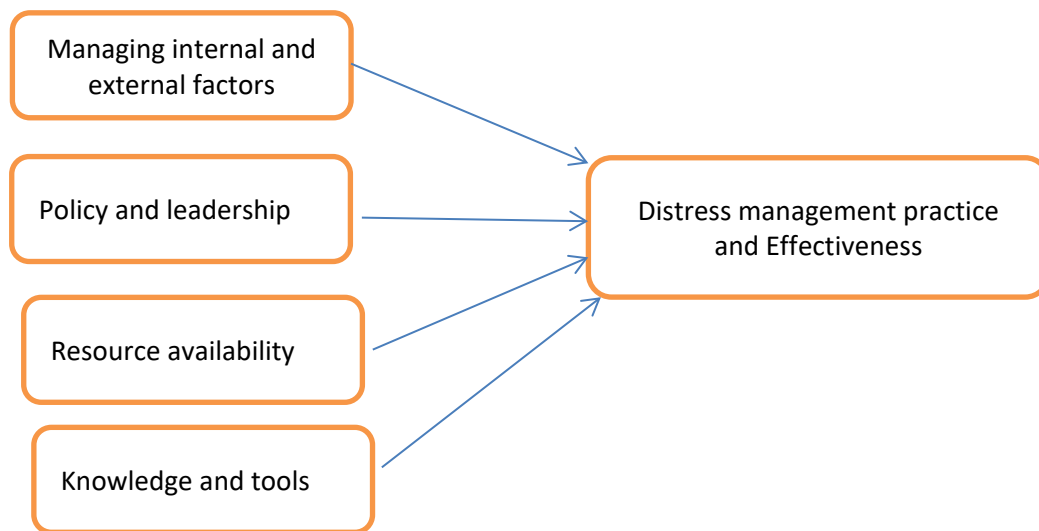 Managing internal and
external factors
Policy and leadership
Resource availability
Knowledge and tools
Distress management practice
and Effectiveness